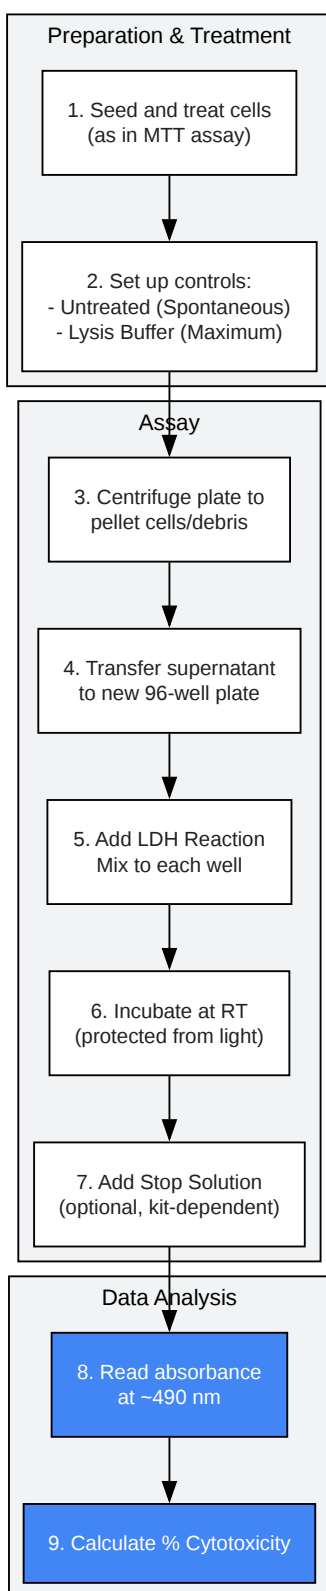 Preparation & Treatment
1. Seed and treat cells
(as in MTT assay)
2. Set up controls:
- Untreated (Spontaneous)
- Lysis Buffer (Maximum)
Assay
3. Centrifuge plate to
pellet cells/debris
4. Transfer supernatant
to new 96-well plate
5. Add LDH Reaction
Mix to each well
6. Incubate at RT
(protected from light)
7. Add Stop Solution
(optional, kit-dependent)
Data Analysis
8. Read absorbance
at ~490 nm
9. Calculate % Cytotoxicity